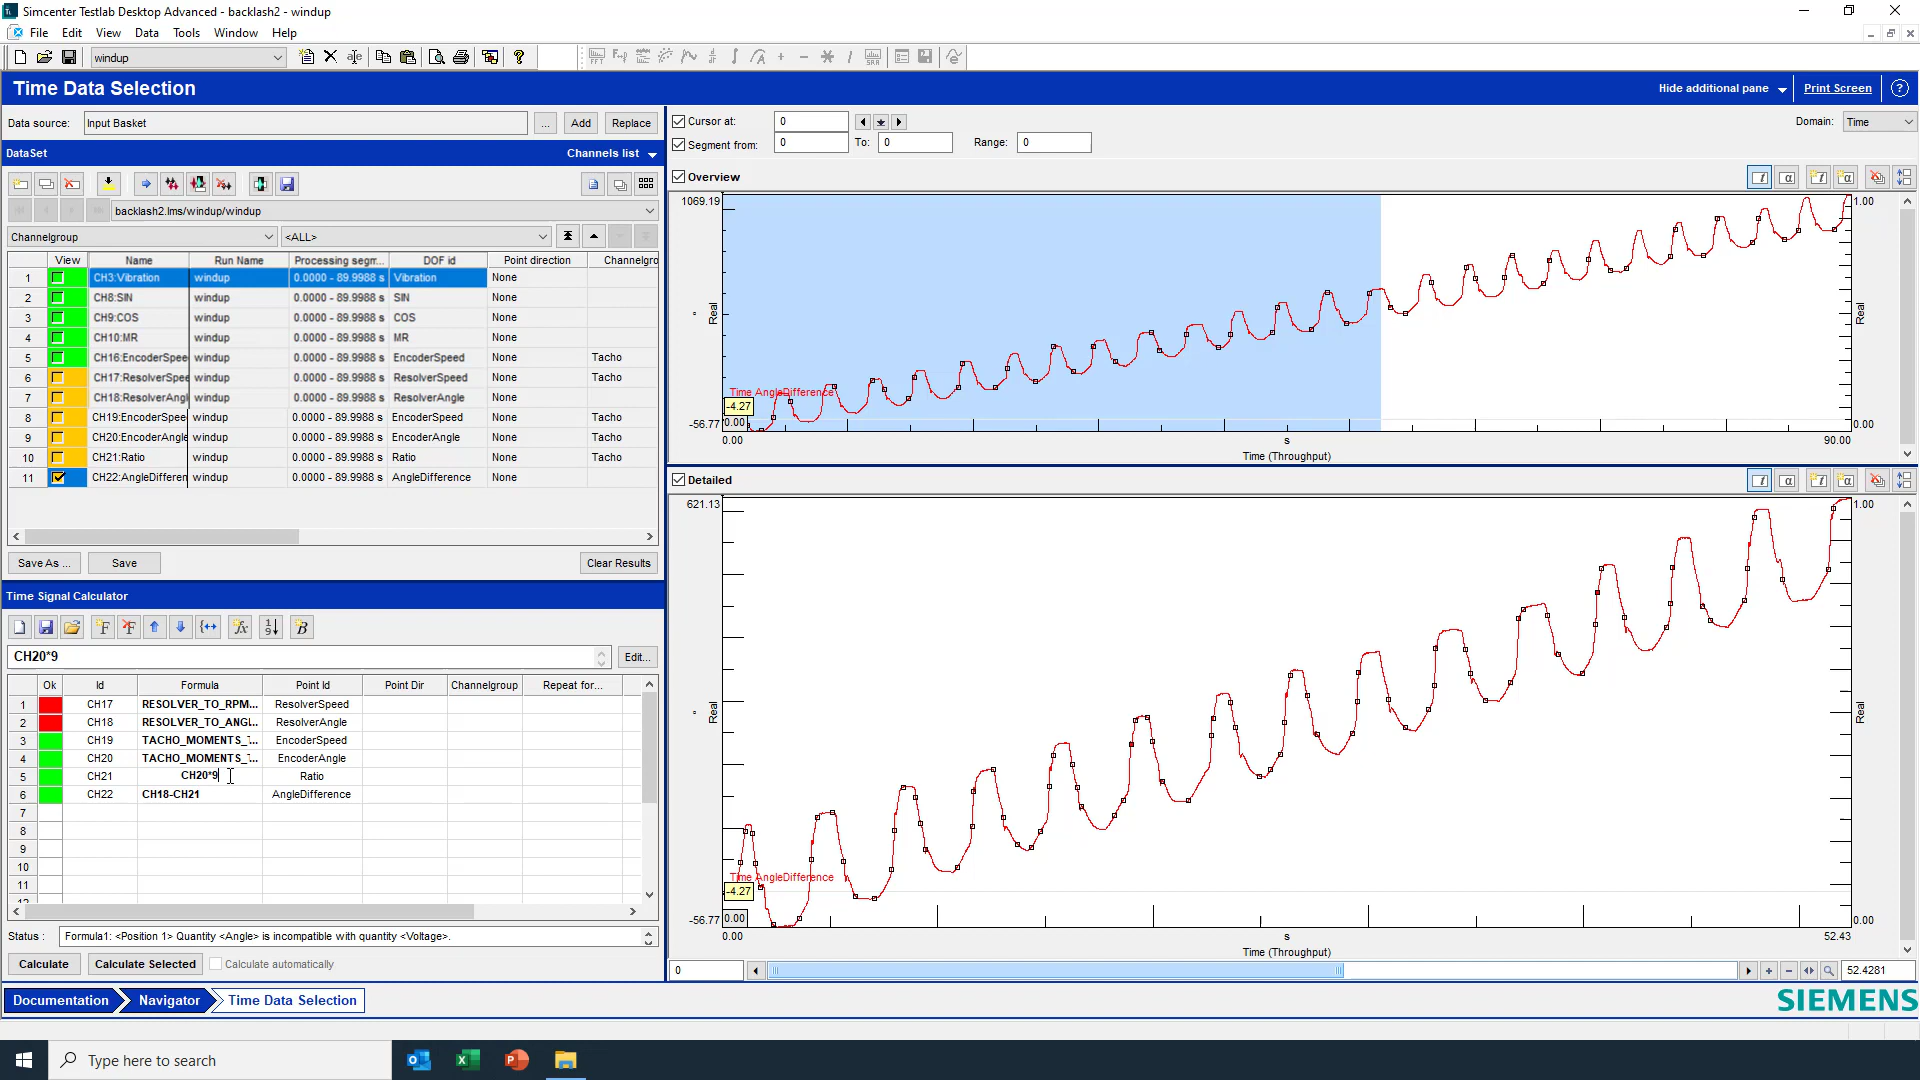 Simcenter Testlab Desktop Advanced - backlash2 - windup
File Edit View Data Tools Window Help
windup
Time Data Selection
Hide additional pane Print Screen ?
Data source: Input Basket ... Add Replace
DataSet Channels list
backlash2.lms/windup/windup
Channelgroup <ALL>
View Name Run Name Processing segm... DOF id Point direction Channelgro
1 CH3:Vibration windup 0.0000 - 89.9988 s Vibration None
2 CH8:SIN windup 0.0000 - 89.9988 s SIN None
3 CH9:COS windup 0.0000 - 89.9988 s COS None
4 CH10:MR windup 0.0000 - 89.9988 s MR None
5 CH16:EncoderSpee windup 0.0000 - 89.9988 s EncoderSpeed None Tacho
6 CH17:ResolverSpee windup 0.0000 - 89.9988 s ResolverSpeed None Tacho
7 CH18:ResolverAngl windup 0.0000 - 89.9988 s ResolverAngle None
8 CH19:EncoderSpee windup 0.0000 - 89.9988 s EncoderSpeed None Tacho
9 CH20:EncoderAngle windup 0.0000 - 89.9988 s EncoderAngle None Tacho
10 CH21:Ratio windup 0.0000 - 89.9988 s Ratio None Tacho
11 CH22:AngleDifferen windup 0.0000 - 89.9988 s AngleDifference None
Save As ... Save Clear Results
Time Signal Calculator
CH20*9 Edit...
Ok Id Formula Point Id Point Dir Channelgroup Repeat for...
1 CH17 RESOLVER_TO_RPM... ResolverSpeed
2 CH18 RESOLVER_TO_ANGL... ResolverAngle
3 CH19 TACHO_MOMENTS_T... EncoderSpeed
4 CH20 TACHO_MOMENTS_T... EncoderAngle
5 CH21 CH20*9 Ratio
6 CH22 CH18-CH21 AngleDifference
7
8
9
10
11
Status : Formula1: <Position 1> Quantity <Angle> is incompatible with quantity <Voltage>.
Calculate Calculate Selected Calculate automatically
Documentation Navigator Time Data Selection
Cursor at: 0
Domain: Time
Segment from: 0 To: 0 Range: 0
Overview
1069.19
1.00
°
Real
Real
Time AngleDifference
-4.27
-56.77
0.00
0.00
0.00 s 90.00
Time (Throughput)
Detailed
621.13
1.00
°
Real
Real
Time AngleDifference
-4.27
-56.77
0.00
0.00
0.00 s 52.43
Time (Throughput)
0 52.4281
SIEMENS
Type here to search